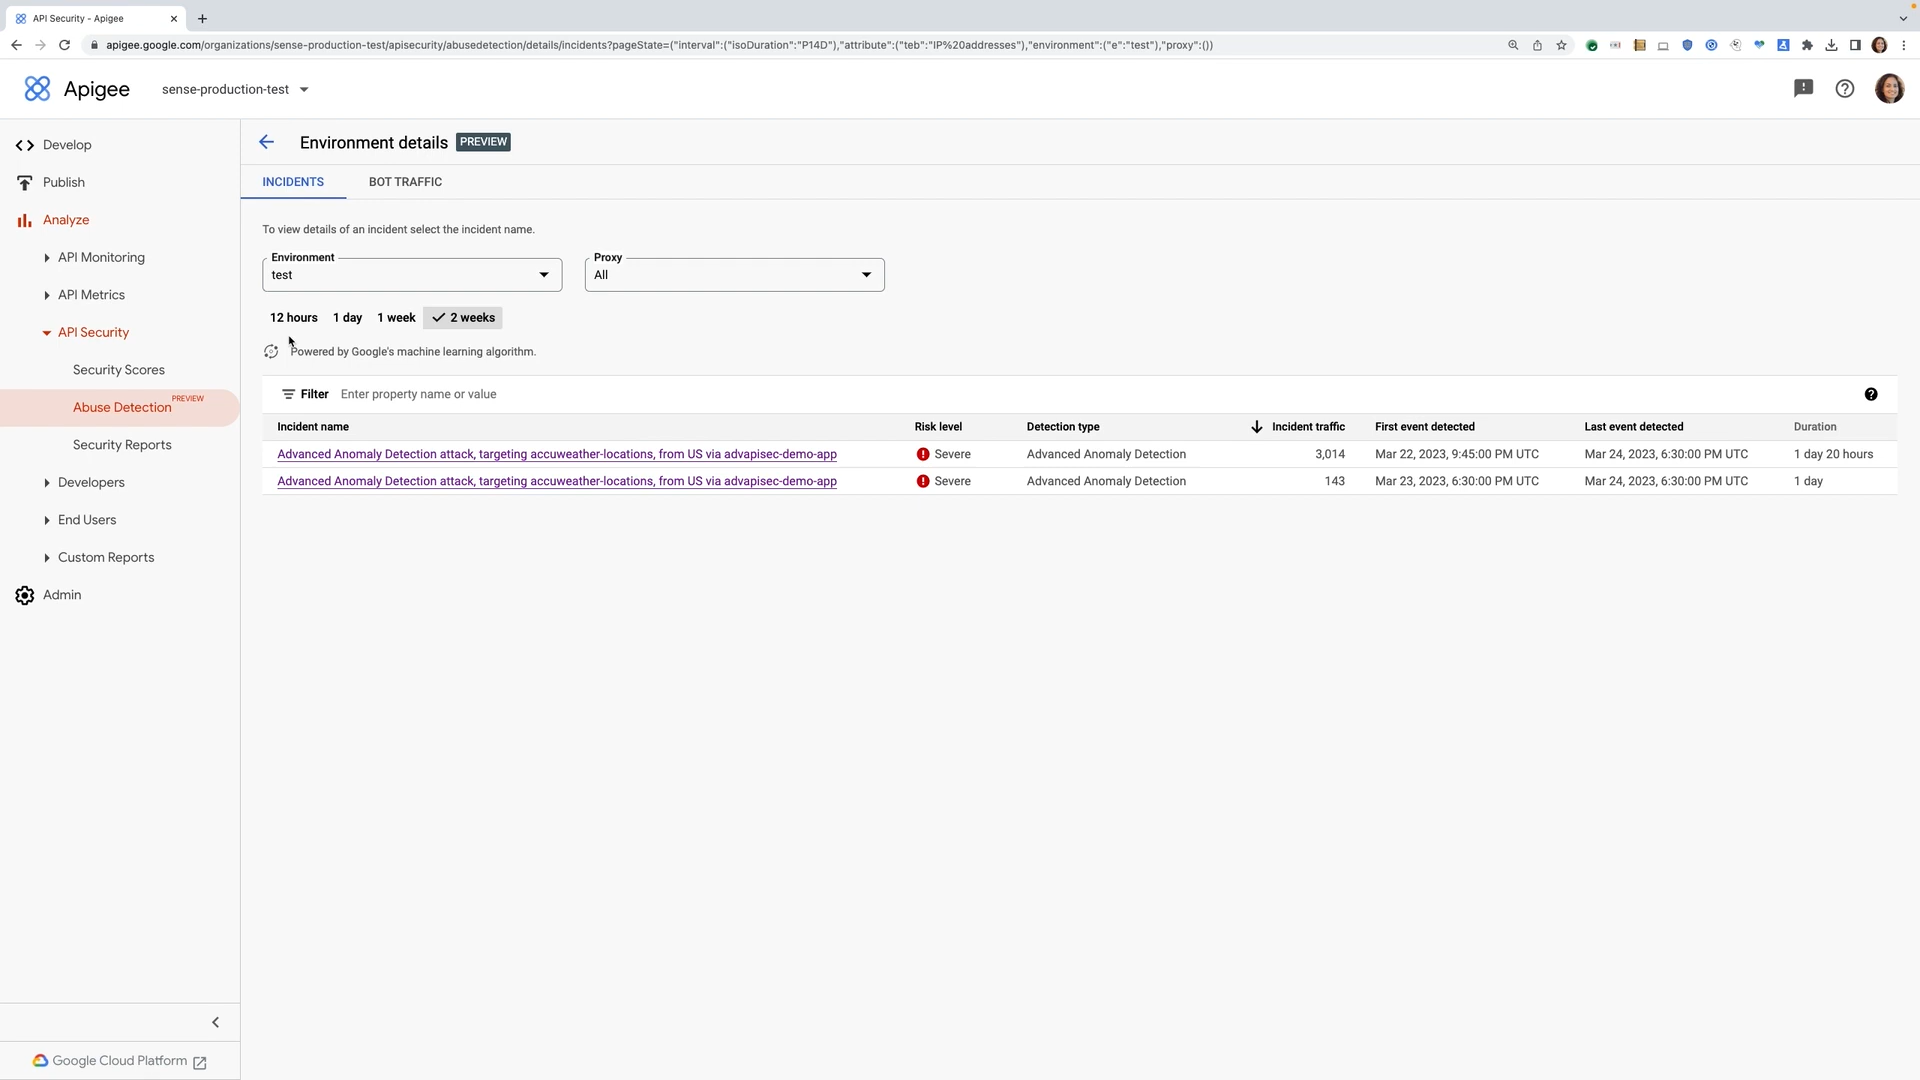 API Security - Apigee
apigee.google.com/organizations/sense-production-test/apisecurity/abusedetection/details/incidents?pageState=("interval":("isoDuration":"P14D"),"attribute":("teb":"IP%20addresses"),"environment":("e":"test"),"proxy":())
Apigee
sense-production-test
Develop
Publish
Analyze
API Monitoring
API Metrics
API Security
Security Scores
Abuse Detection PREVIEW
Security Reports
Developers
End Users
Custom Reports
Admin
Google Cloud Platform
Environment details PREVIEW
INCIDENTS BOT TRAFFIC
To view details of an incident select the incident name.
Environment Proxy
test All
12 hours 1 day 1 week 2 weeks
Powered by Google's machine learning algorithm.
Filter Enter property name or value
Incident name Risk level Detection type Incident traffic First event detected Last event detected Duration
Advanced Anomaly Detection attack, targeting accuweather-locations, from US via advapisec-demo-app Severe Advanced Anomaly Detection 3,014 Mar 22, 2023, 9:45:00 PM UTC Mar 24, 2023, 6:30:00 PM UTC 1 day 20 hours
Advanced Anomaly Detection attack, targeting accuweather-locations, from US via advapisec-demo-app Severe Advanced Anomaly Detection 143 Mar 23, 2023, 6:30:00 PM UTC Mar 24, 2023, 6:30:00 PM UTC 1 day